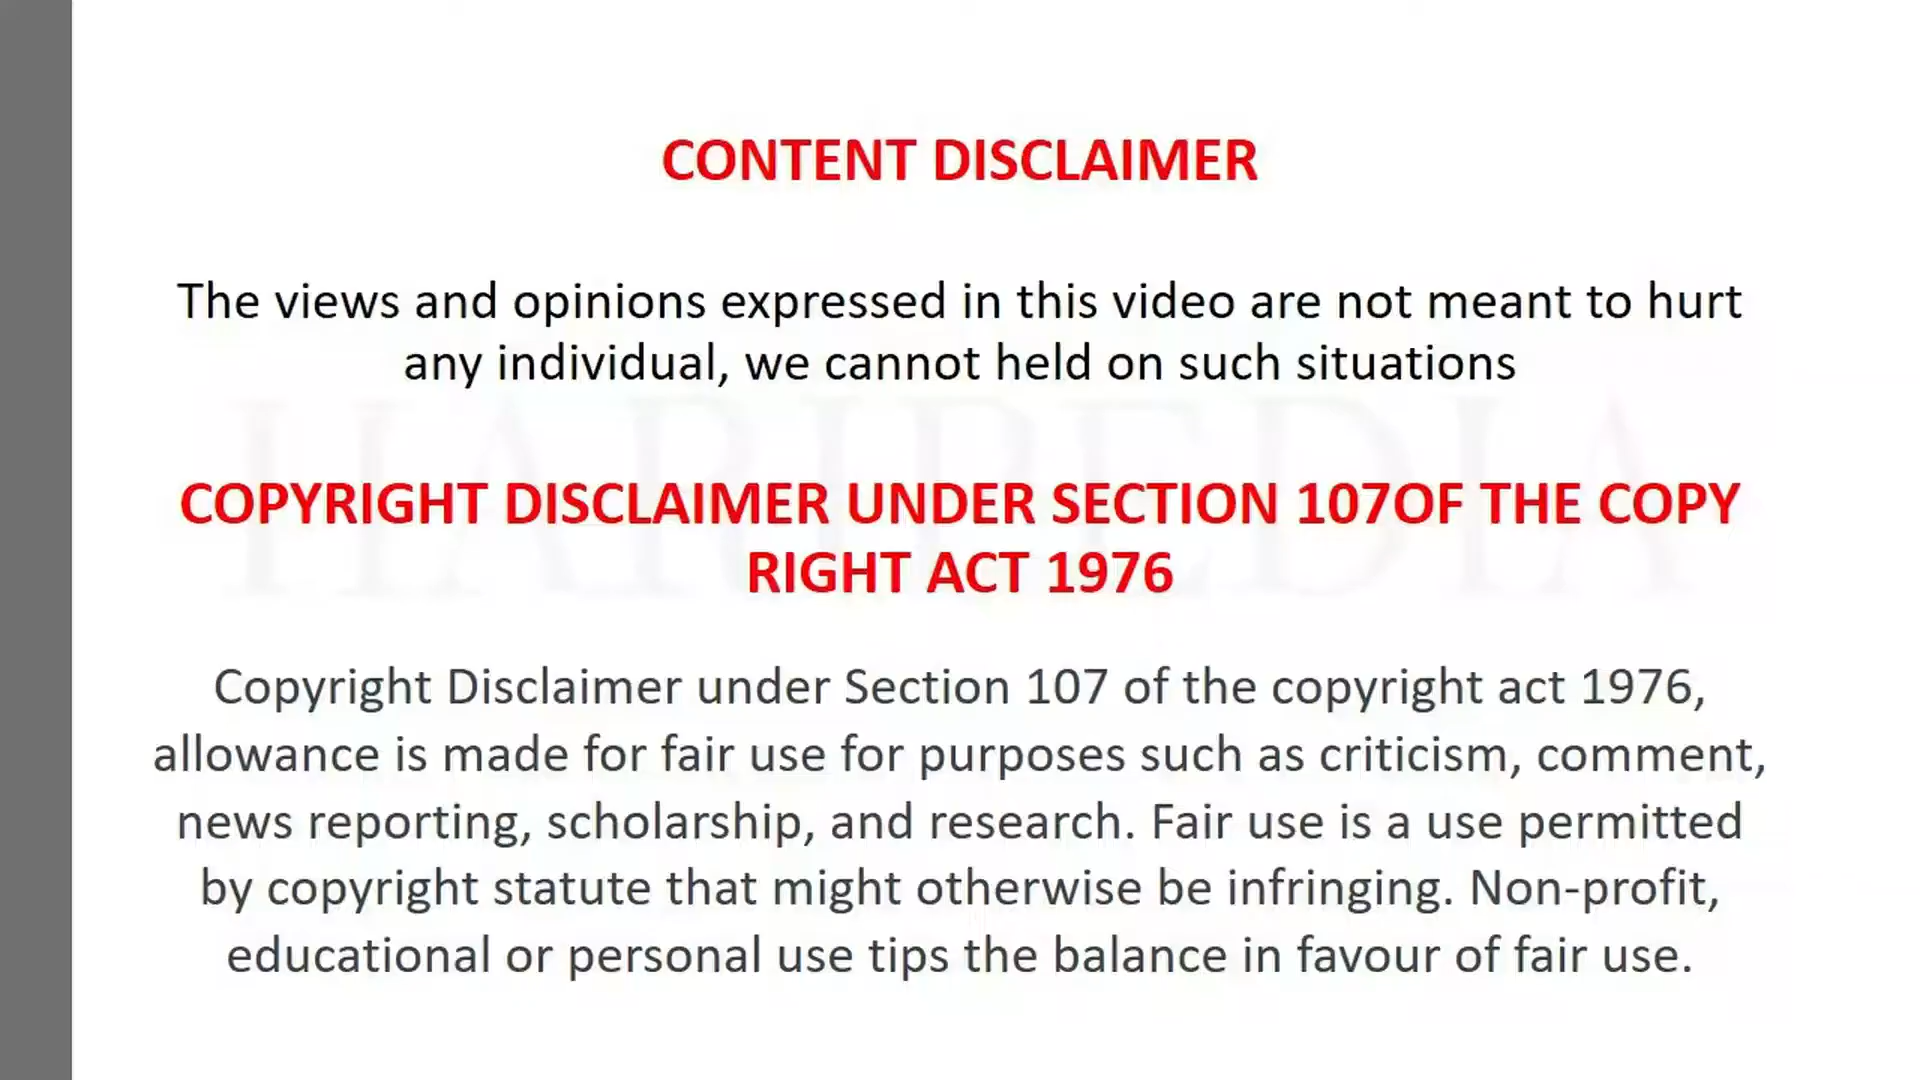 CONTENT DISCLAIMER
The views and opinions expressed in this video are not meant to hurt
any individual, we cannot held on such situations
HARIPEDIA
COPYRIGHT DISCLAIMER UNDER SECTION 107OF THE COPY
RIGHT ACT 1976
Copyright Disclaimer under Section 107 of the copyright act 1976,
allowance is made for fair use for purposes such as criticism, comment,
news reporting, scholarship, and research. Fair use is a use permitted
by copyright statute that might otherwise be infringing. Non-profit,
educational or personal use tips the balance in favour of fair use.